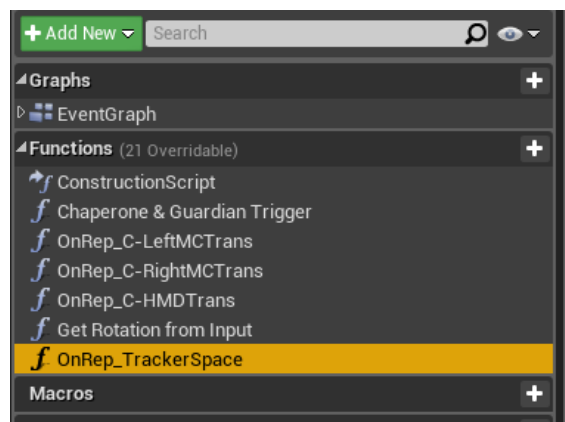 Add New Search
Graphs
EventGraph
Functions (21 Overridable)
ConstructionScript
Chaperone & Guardian Trigger
OnRep_C-LeftMCTrans
OnRep_C-RightMCTrans
OnRep_C-HMDTrans
Get Rotation from Input
OnRep_TrackerSpace
Macros